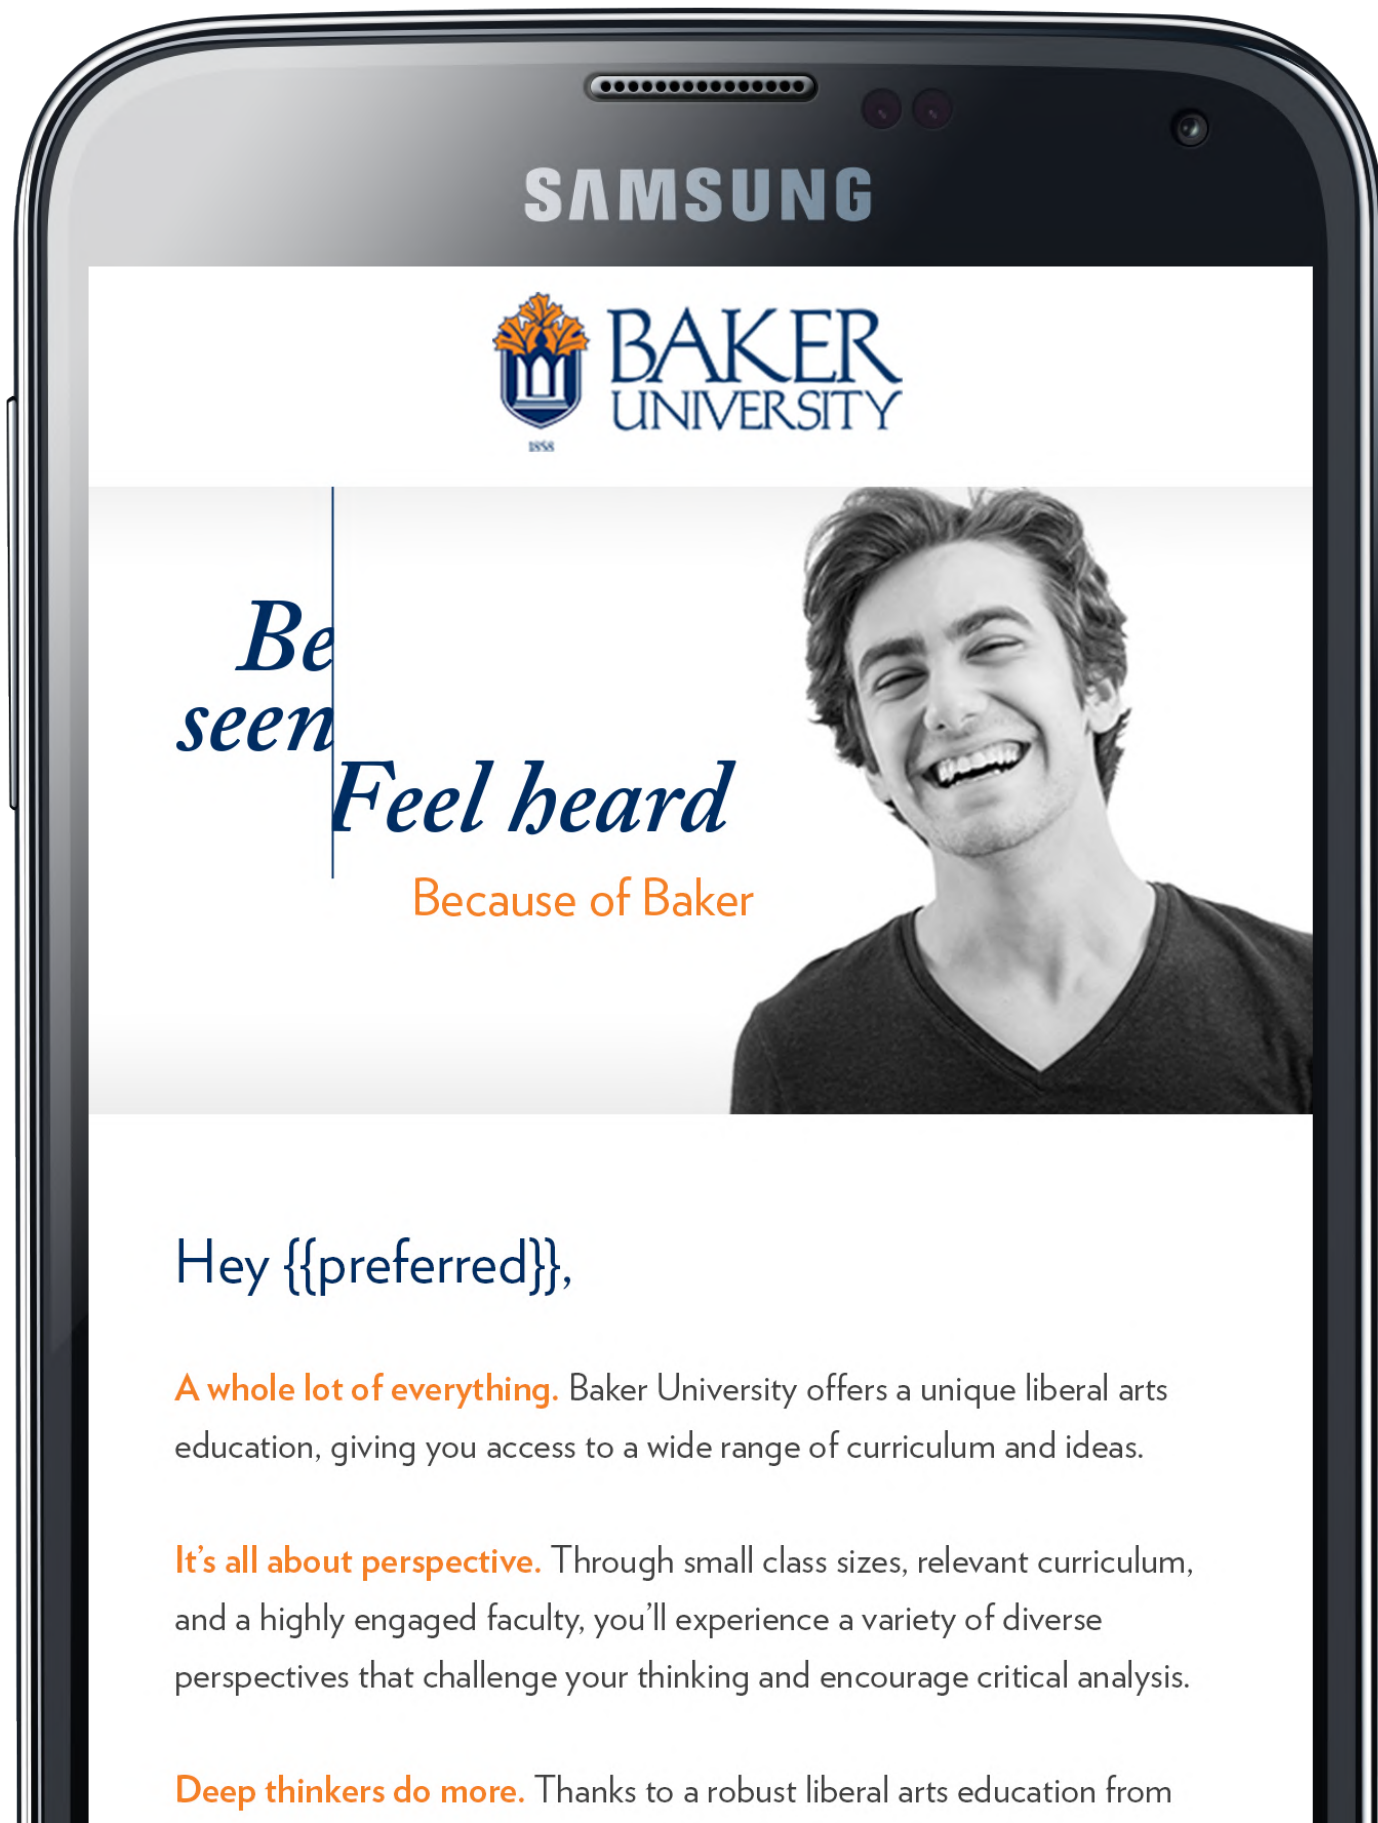 SAMSUNG
BAKER
UNIVERSITY
1858
Be
seen
Feel heard
Because of Baker
Hey {{preferred}},
A whole lot of everything. Baker University offers a unique liberal arts
education, giving you access to a wide range of curriculum and ideas.
It’s all about perspective. Through small class sizes, relevant curriculum,
and a highly engaged faculty, you’ll experience a variety of diverse
perspectives that challenge your thinking and encourage critical analysis.
Deep thinkers do more. Thanks to a robust liberal arts education from